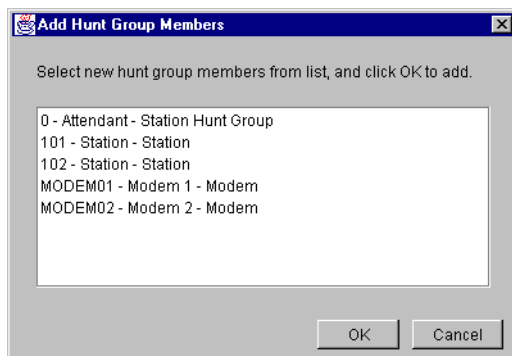 Add Hunt Group Members
Select new hunt group members from list, and click OK to add.
0 - Attendant - Station Hunt Group
101 - Station - Station
102 - Station - Station
MODEM01 - Modem 1 - Modem
MODEM02 - Modem 2 - Modem
OK Cancel